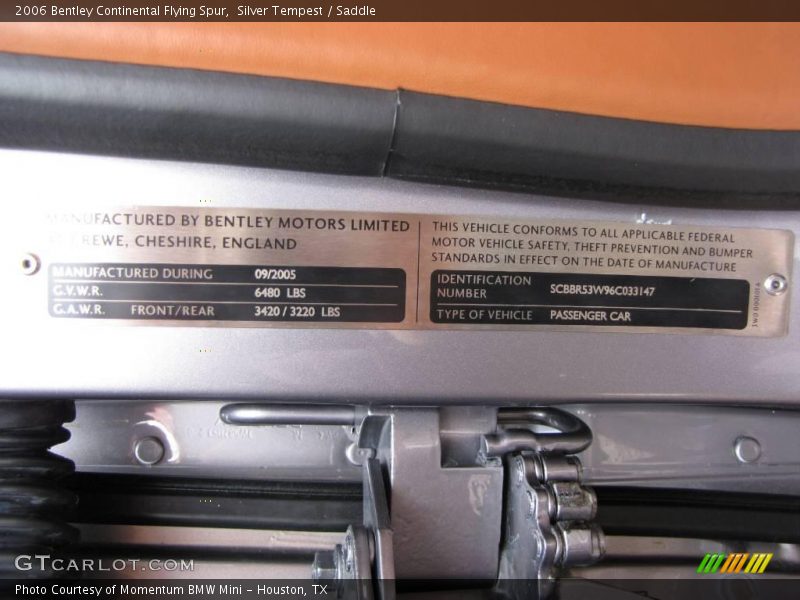 2006 Bentley Continental Flying Spur, Silver Tempest / Saddle
MANUFACTURED BY BENTLEY MOTORS LIMITED
CREWE, CHESHIRE, ENGLAND
MANUFACTURED DURING 09/2005
G.V.W.R. 6480 LBS
G.A.W.R. FRONT/REAR 3420 / 3220 LBS
THIS VEHICLE CONFORMS TO ALL APPLICABLE FEDERAL
MOTOR VEHICLE SAFETY, THEFT PREVENTION AND BUMPER
STANDARDS IN EFFECT ON THE DATE OF MANUFACTURE
IDENTIFICATION
NUMBER SCBBR53W96C033147
TYPE OF VEHICLE PASSENGER CAR
GTCARLOT.COM
Photo Courtesy of Momentum BMW Mini - Houston, TX